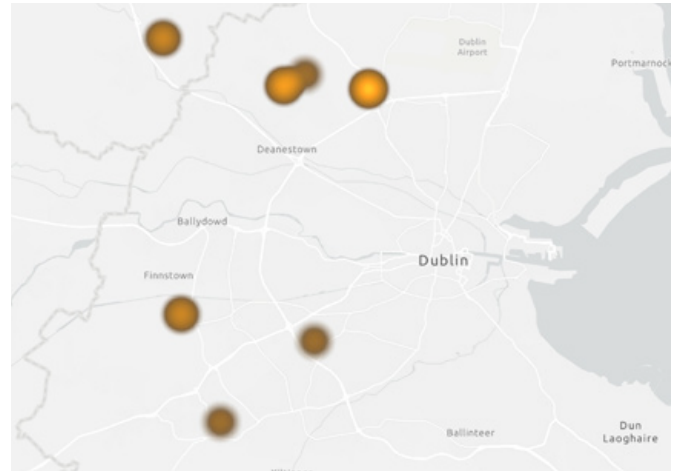 Dublin
Airport
Portmarnock
Deanestown
Ballydowd
Dublin
Finnstown
Ballinteer
Dun
Laoghaire